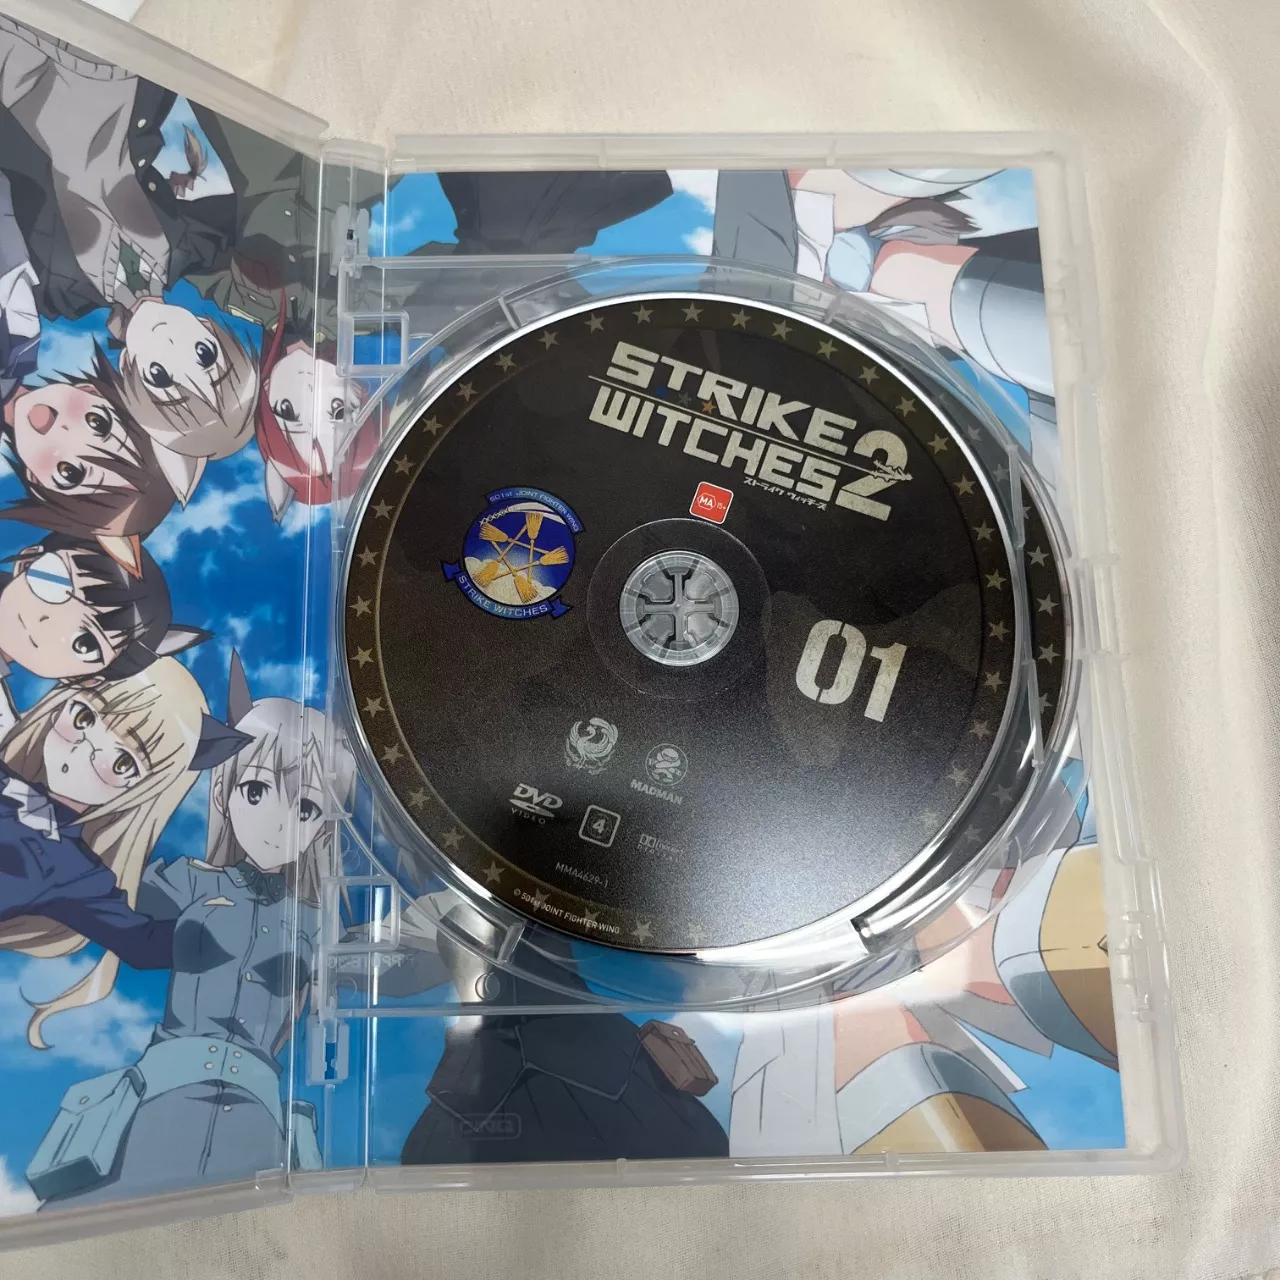 STRIKE
WITCHES 2
ストライク ウィッチーズ
MA 15+
501st JOINT FIGHTER WING
STRIKE WITCHES
01
MADMAN
DVD
VIDEO
4
MMA4629-1
© 501st JOINT FIGHTER WING